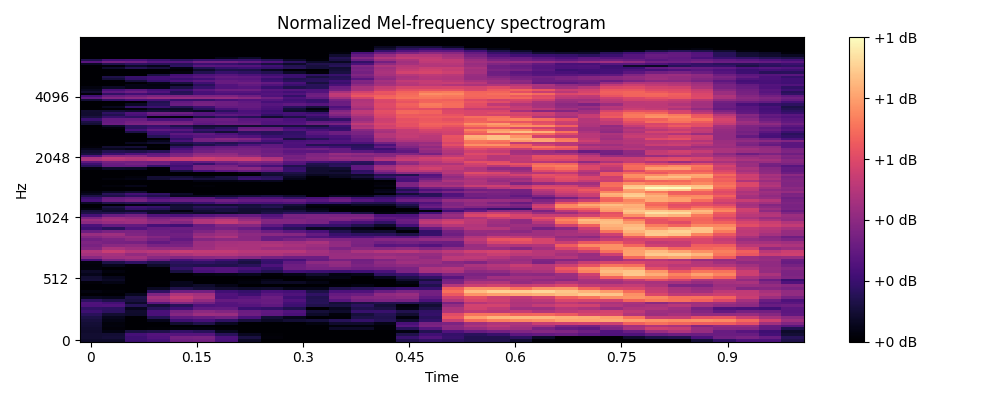 Normalized Mel-frequency spectrogram
Hz
4096
2048
1024
512
0
0 0.15 0.3 0.45 0.6 0.75 0.9
Time
+1 dB
+1 dB
+1 dB
+0 dB
+0 dB
+0 dB